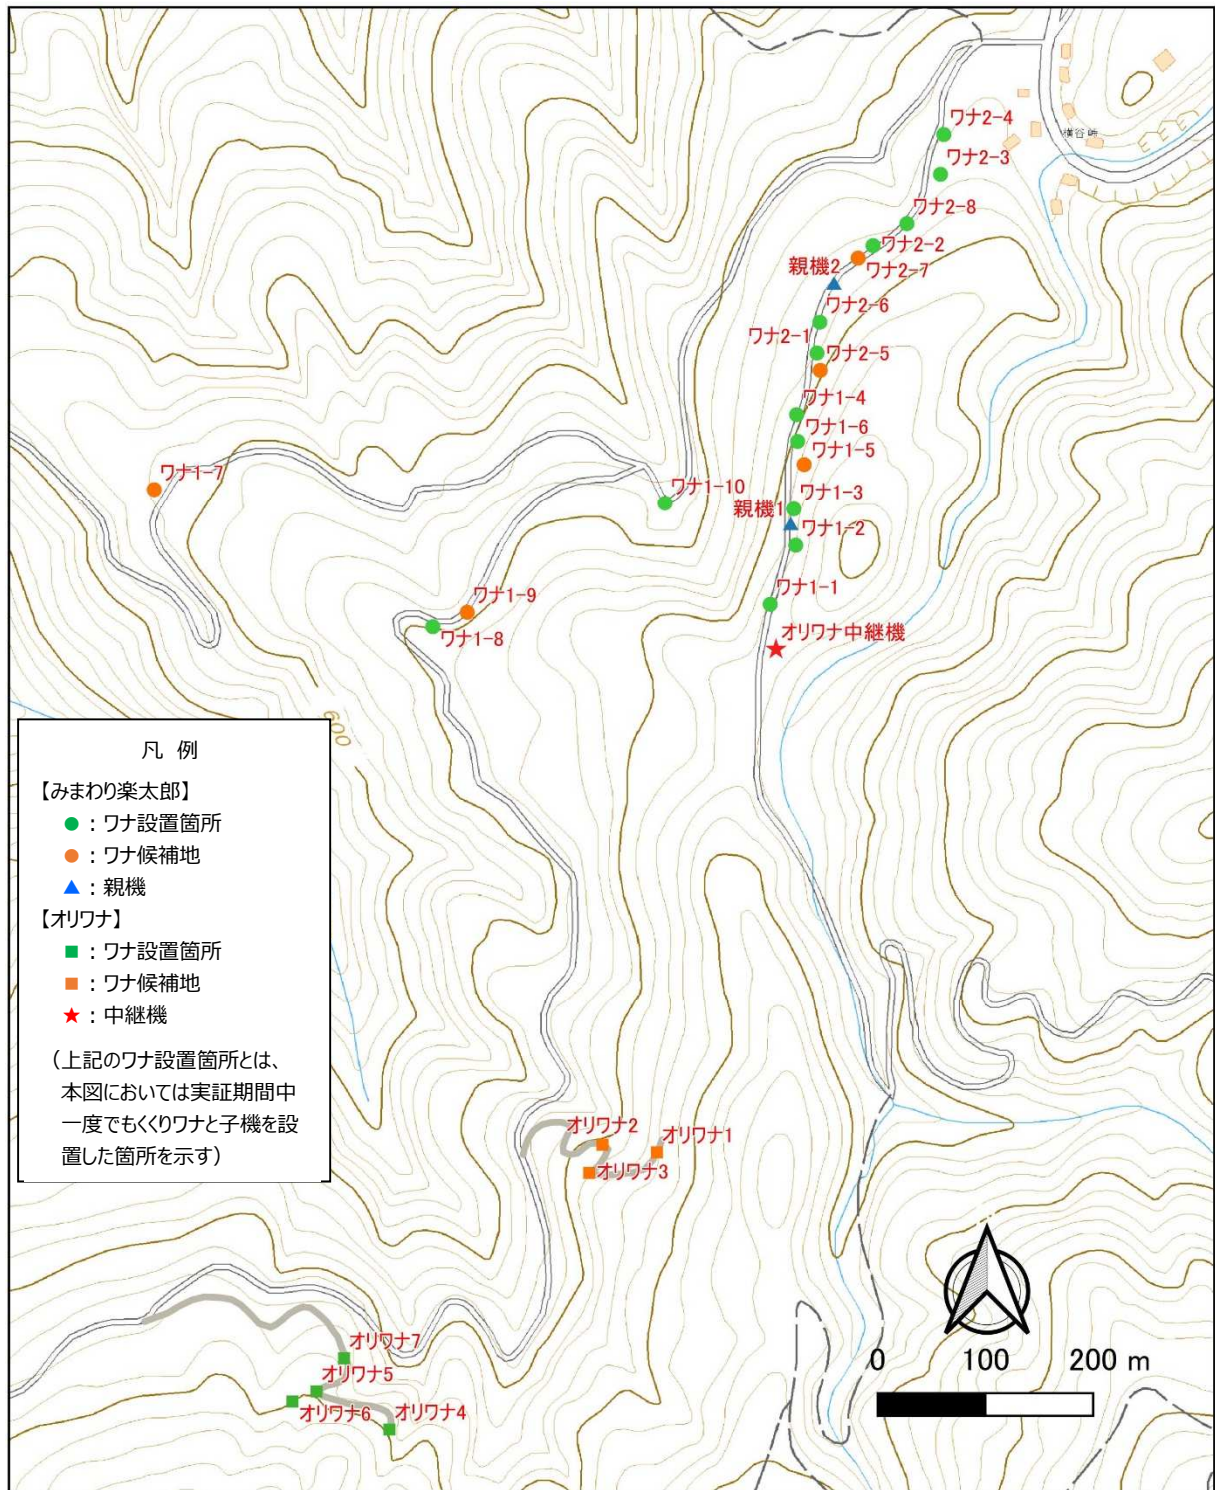 ワナ2-4
横谷峠
ワナ2-3
ワナ2-8
ワナ2-2
親機2
ワナ2-7
ワナ2-6
ワナ2-1
ワナ2-5
ワナ1-4
ワナ1-6
ワナ1-5
ワナ1-7
ワナ1-10
ワナ1-3
親機1
ワナ1-2
ワナ1-9
ワナ1-1
ワナ1-8
オリワナ中継機
600
凡 例
【みまわり楽太郎】
:ワナ設置箇所
:ワナ候補地
:親機
【オリワナ】
:ワナ設置箇所
:ワナ候補地
:中継機
(上記のワナ設置箇所とは、
本図においては実証期間中
一度でもくくりワナと子機を設
置した箇所を示す)
オリワナ2
オリワナ1
オリワナ3
オリワナ7
オリワナ5
オリワナ6
オリワナ4
0 100 200 m